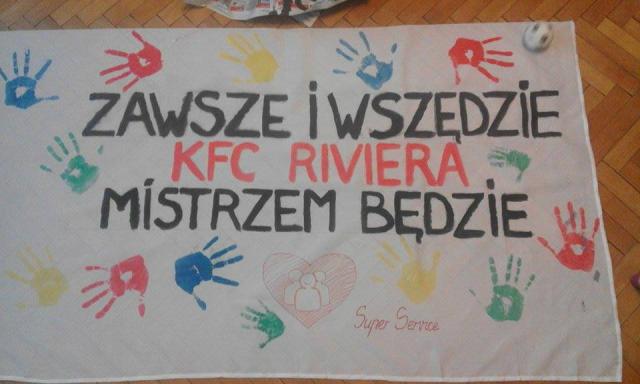 ZAWSZE i WSZĘDZiE
KFC RIVIERA
MiSTRZEM BĘDZiE
Super Service